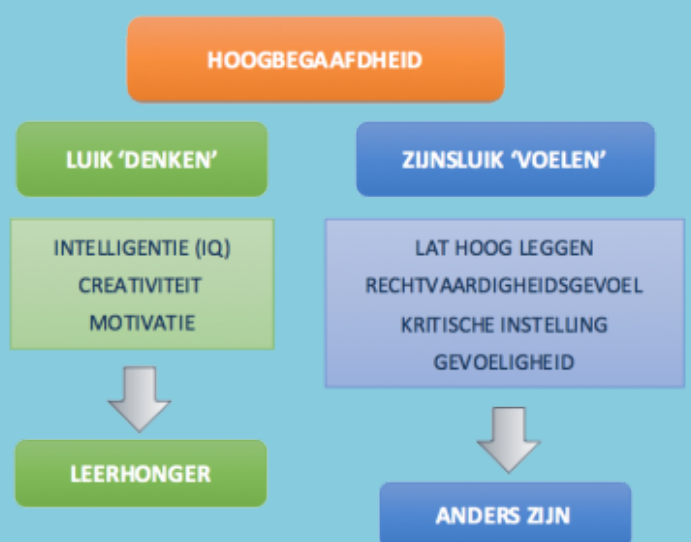 HOOGBEGAAFDHEID
LUIK ‘DENKEN’
INTELLIGENTIE (IQ)
CREATIVITEIT
MOTIVATIE
LEERHONGER
ZIJNSLUIK ‘VOELEN’
LAT HOOG LEGGEN
RECHTVAARDIGHEIDSGEVOEL
KRITISCHE INSTELLING
GEVOELIGHEID
ANDERS ZIJN